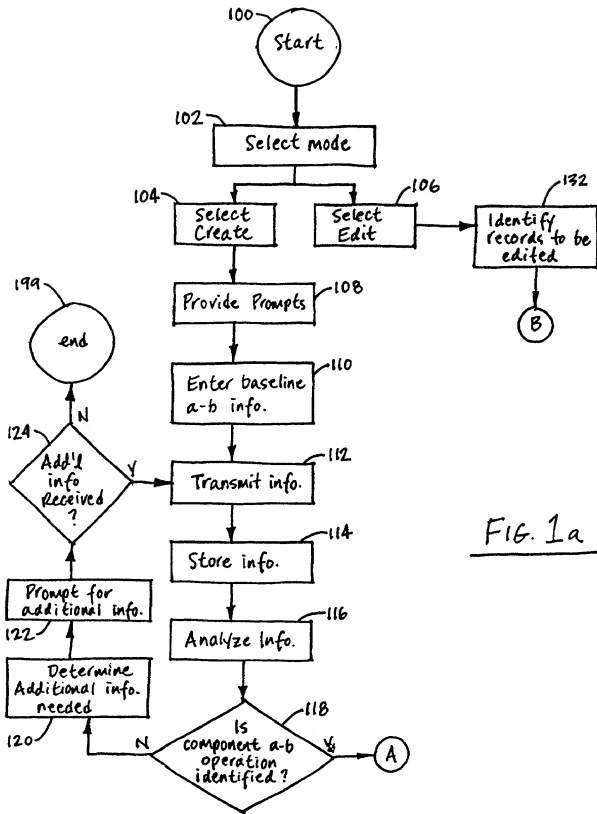 100
Start
102
Select mode
104
Select
Create
Select
Edit
106
132
Identify
records to be
edited
B
199
end
Provide Prompts
108
Enter baseline
a-b info.
110
N
124
Add'l
info
Received
?
Y
Transmit info.
112
Store info.
114
FIG. 1a
Prompt for
additional info.
122
Analyze Info.
116
Determine
Additional info.
needed
120
N
Is
component a-b
operation
identified?
118
Y
A